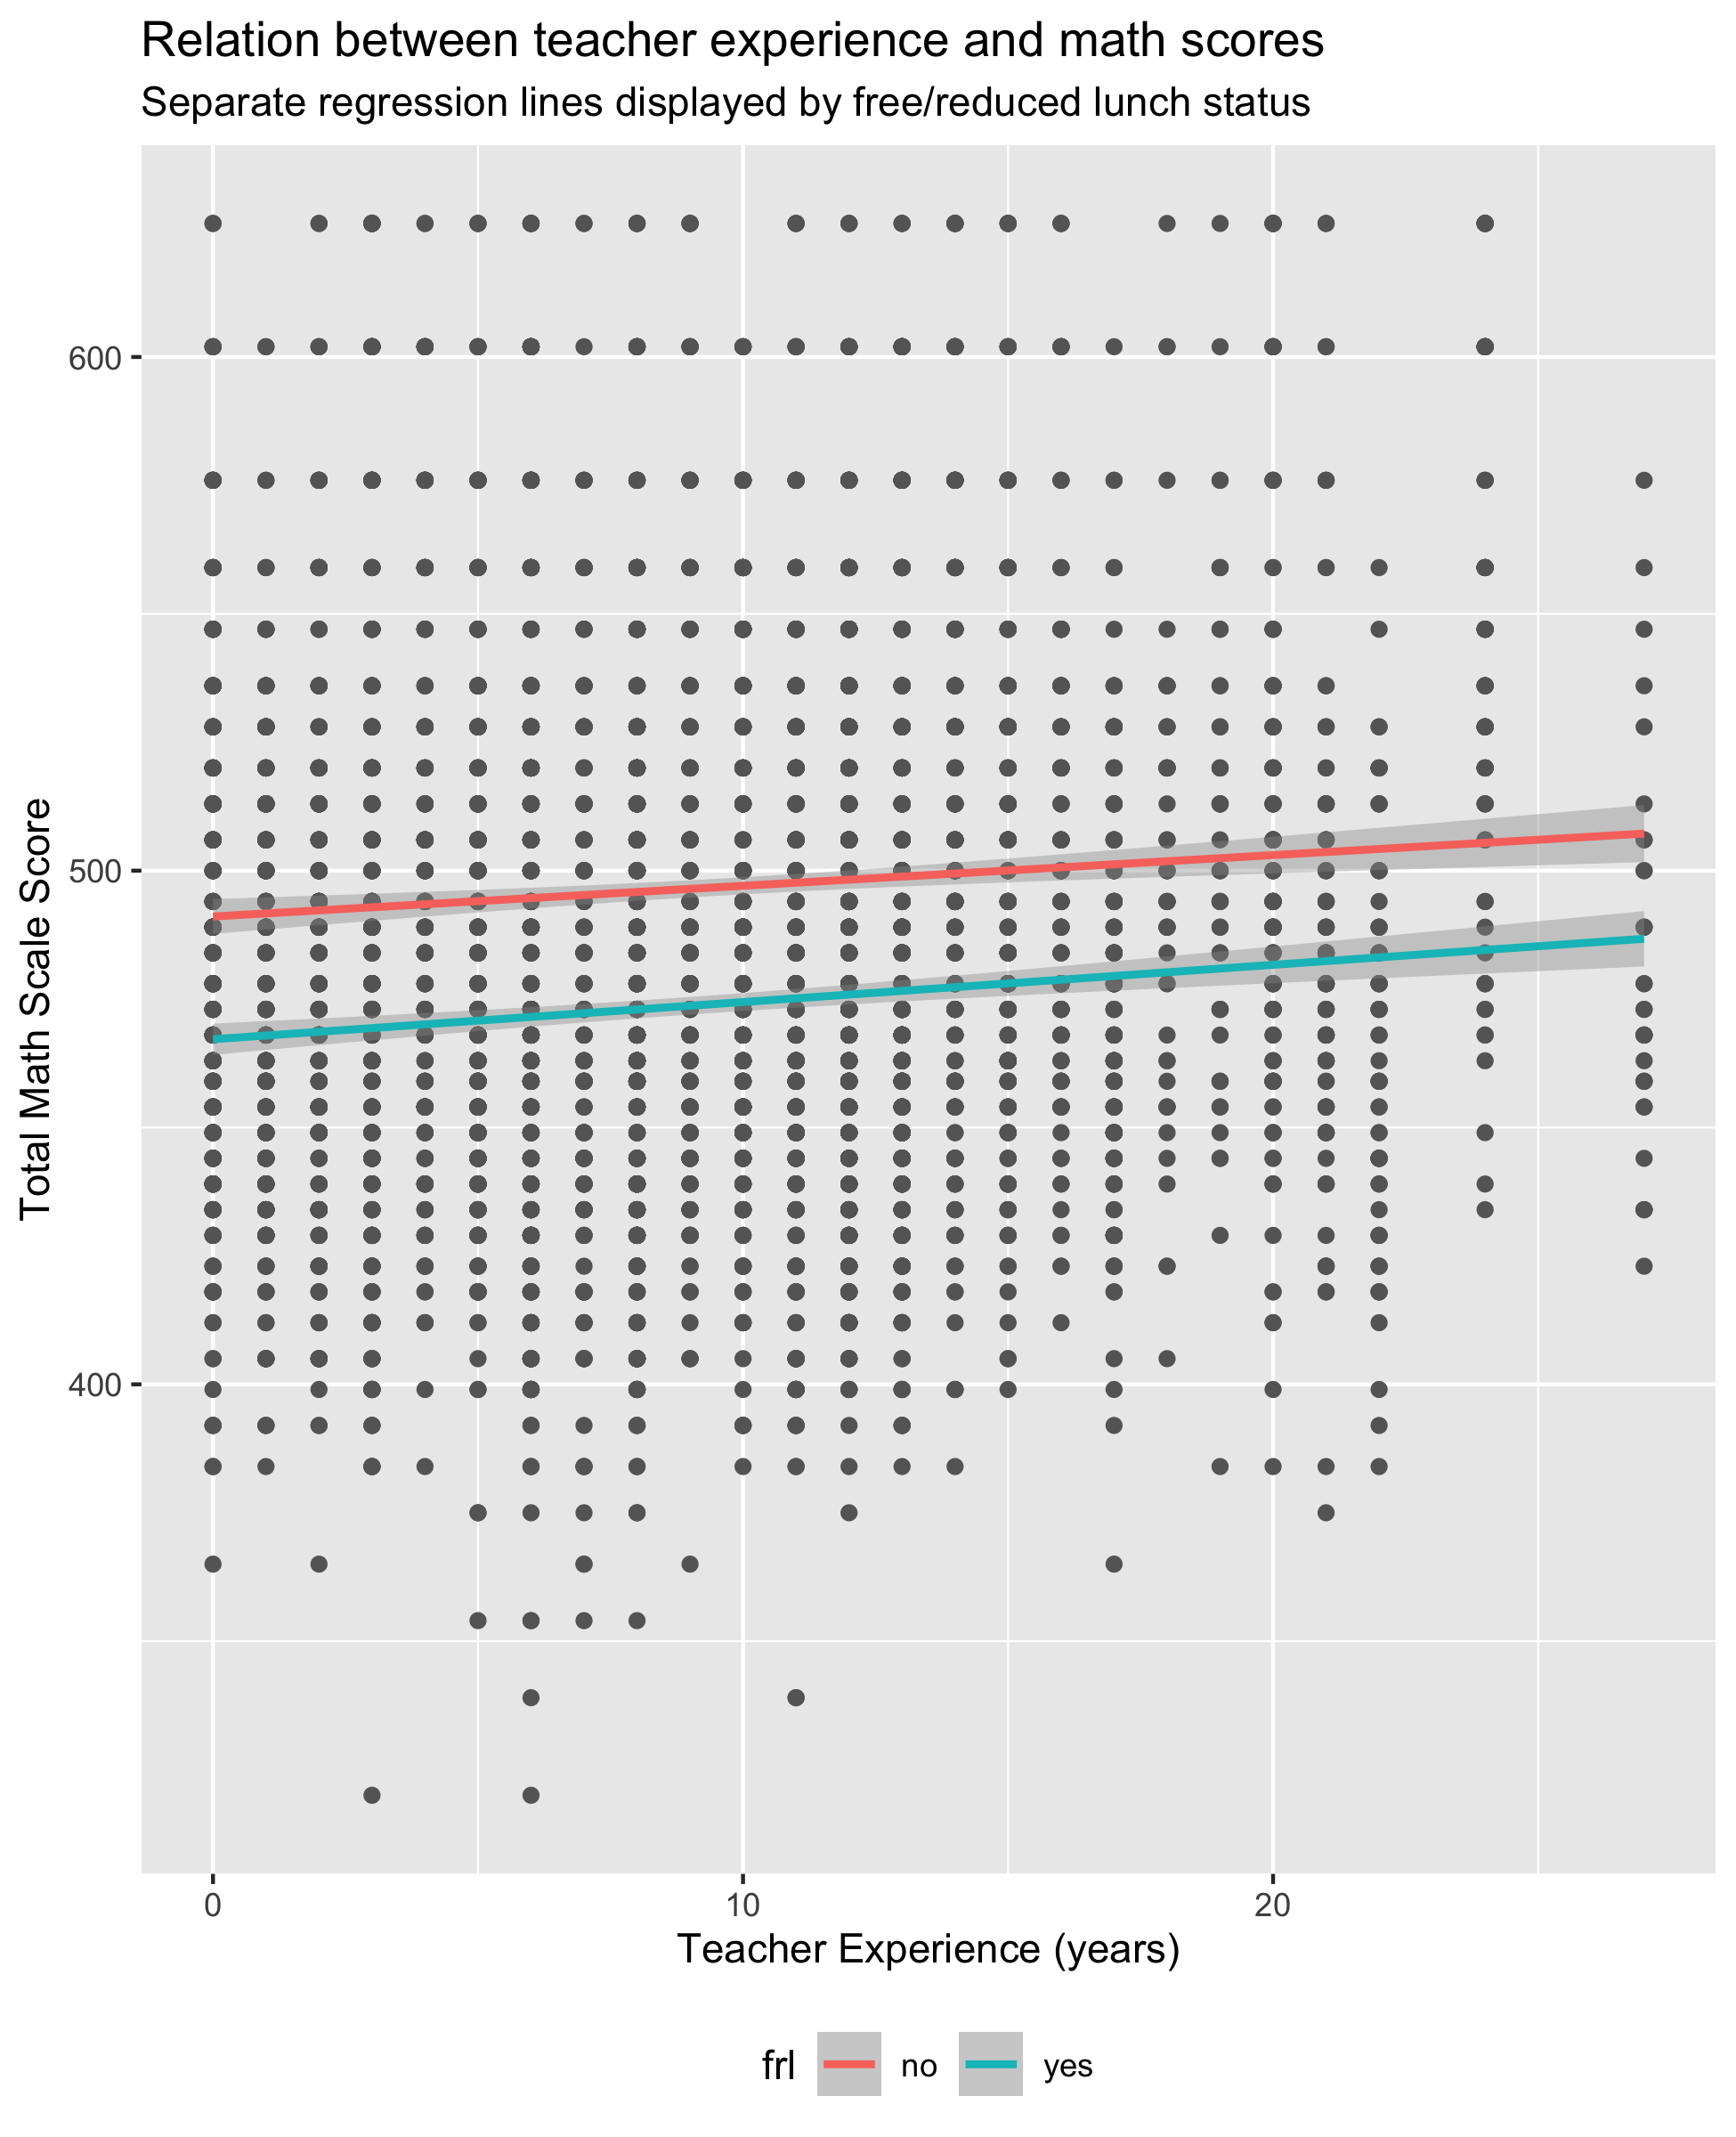 Relation between teacher experience and math scores
Separate regression lines displayed by free/reduced lunch status
Total Math Scale Score
600
500
400
0 10 20
Teacher Experience (years)
frl no yes